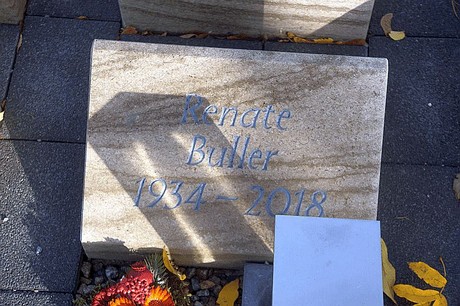 Renate
Buller
1934 ~ 2018